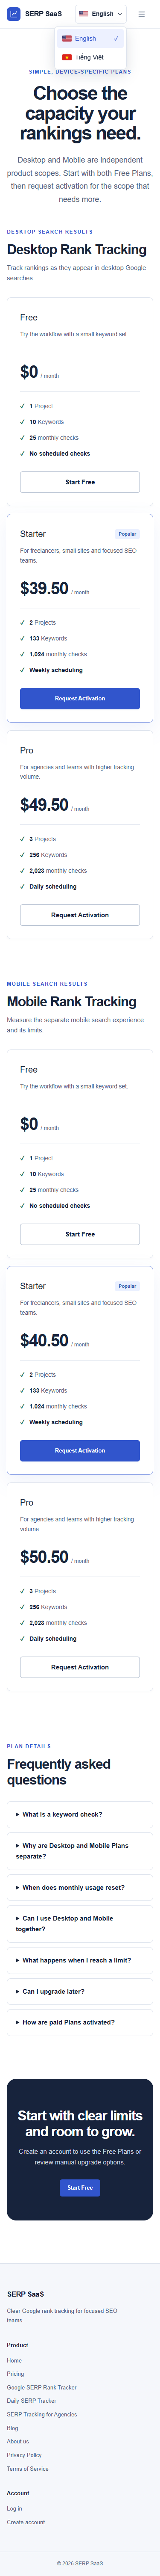 SERP SaaS
English
English
Tiếng Việt
SIMPLE, DEVICE-SPECIFIC PLANS
Choose the
capacity your
rankings need.
Desktop and Mobile are independent
product scopes. Start with both Free Plans,
then request activation for the scope that
needs more.
DESKTOP SEARCH RESULTS
Desktop Rank Tracking
Track rankings as they appear in desktop Google
searches.
Free
Try the workflow with a small keyword set.
$0 / month
✓ 1 Project
✓ 10 Keywords
✓ 25 monthly checks
✓ No scheduled checks
Start Free
Starter
Popular
For freelancers, small sites and focused SEO
teams.
$39.50 / month
✓ 2 Projects
✓ 133 Keywords
✓ 1,024 monthly checks
✓ Weekly scheduling
Request Activation
Pro
For agencies and teams with higher tracking
volume.
$49.50 / month
✓ 3 Projects
✓ 256 Keywords
✓ 2,023 monthly checks
✓ Daily scheduling
Request Activation
MOBILE SEARCH RESULTS
Mobile Rank Tracking
Measure the separate mobile search experience
and its limits.
Free
Try the workflow with a small keyword set.
$0 / month
✓ 1 Project
✓ 10 Keywords
✓ 25 monthly checks
✓ No scheduled checks
Start Free
Starter
Popular
For freelancers, small sites and focused SEO
teams.
$40.50 / month
✓ 2 Projects
✓ 133 Keywords
✓ 1,024 monthly checks
✓ Weekly scheduling
Request Activation
Pro
For agencies and teams with higher tracking
volume.
$50.50 / month
✓ 3 Projects
✓ 256 Keywords
✓ 2,023 monthly checks
✓ Daily scheduling
Request Activation
PLAN DETAILS
Frequently asked
questions
What is a keyword check?
Why are Desktop and Mobile Plans
separate?
When does monthly usage reset?
Can I use Desktop and Mobile
together?
What happens when I reach a limit?
Can I upgrade later?
How are paid Plans activated?
Start with clear limits
and room to grow.
Create an account to use the Free Plans or
review manual upgrade options.
Start Free
SERP SaaS
Clear Google rank tracking for focused SEO
teams.
Product
Home
Pricing
Google SERP Rank Tracker
Daily SERP Tracker
SERP Tracking for Agencies
Blog
About us
Privacy Policy
Terms of Service
Account
Log in
Create account
© 2026 SERP SaaS